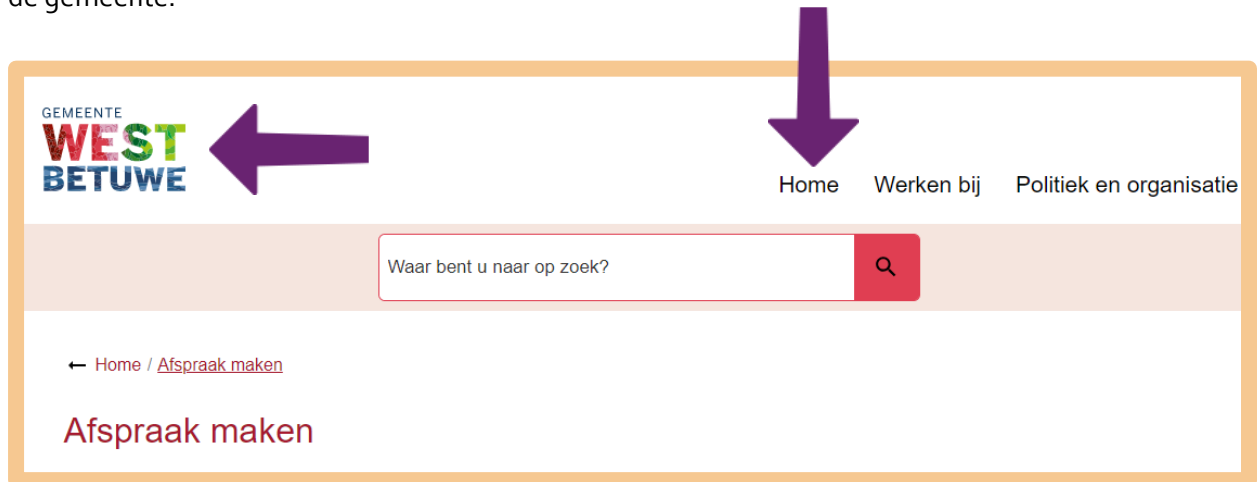 de gemeente.
GEMEENTE
WEST
BETUWE
Home Werken bij Politiek en organisatie
Waar bent u naar op zoek?
← Home / Afspraak maken
Afspraak maken